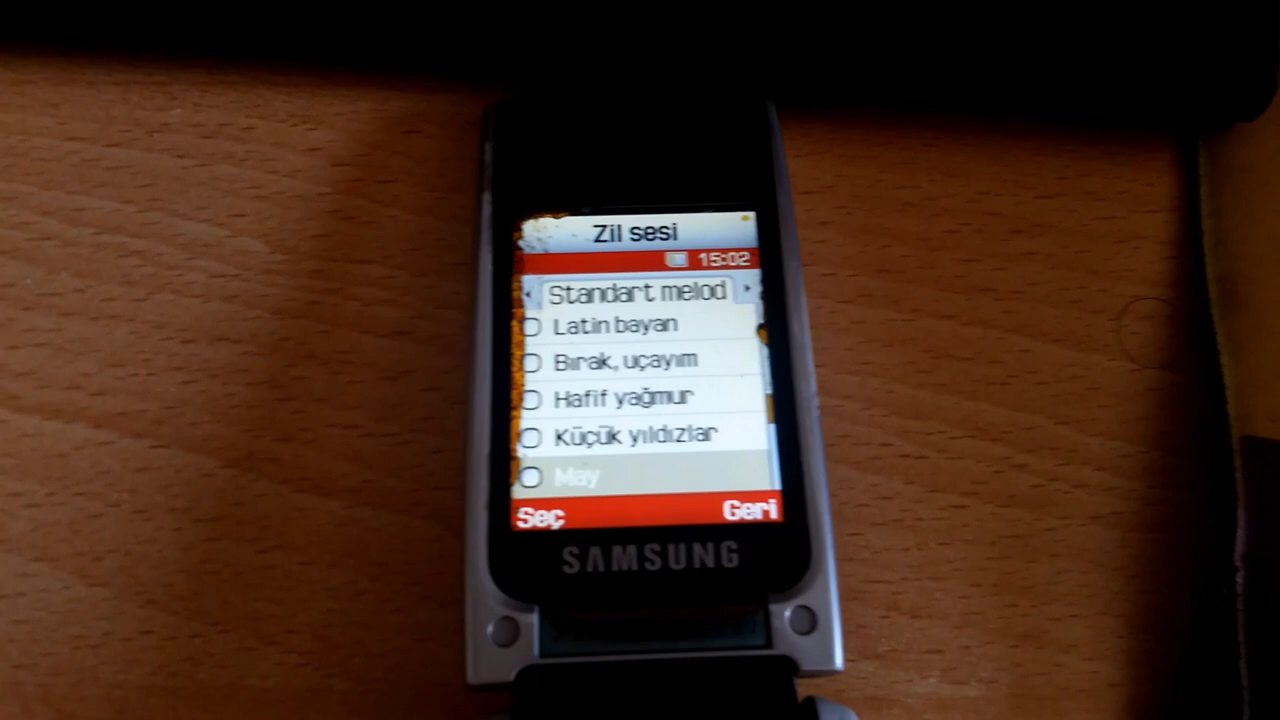 Zil sesi
15:02
Standart melod
Latin bayan
Bırak, uçayım
Hafif yağmur
Küçük yıldızlar
May
Seç Geri
SAMSUNG